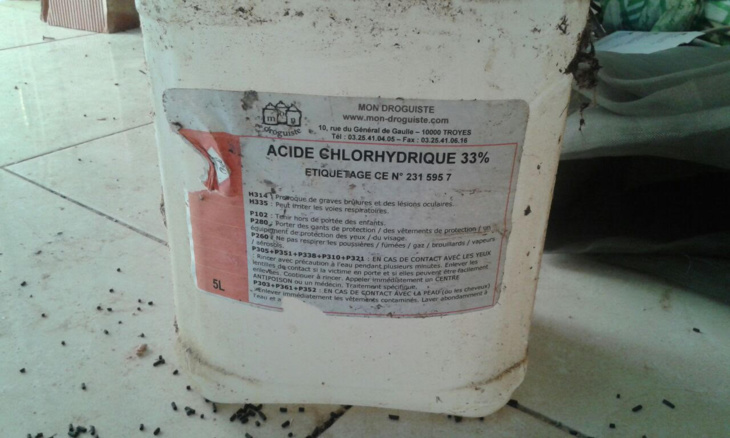 MON DROGUISTE
www.mon-droguiste.com
10, rue du Général de Gaulle – 10000 TROYES
Tél : 03.25.41.04.05 – Fax : 03.25.41.06.16
m u
droguiste
ACIDE CHLORHYDRIQUE 33%
ETIQUETAGE CE N° 231 595 7
H314 : Provoque de graves brûlures et des lésions oculaires.
H335 : Peut irriter les voies respiratoires.
P102 : Tenir hors de portée des enfants.
P280 : Porter des gants de protection / des vêtements de protection / un
équipement de protection des yeux / du visage.
P260 : Ne pas respirer les poussières / fumées / gaz / brouillards / vapeurs
/ aérosols.
P305+P351+P338+P310+P321 : EN CAS DE CONTACT AVEC LES YEUX
: Rincer avec précaution à l'eau pendant plusieurs minutes. Enlever les
lentilles de contact si la victime en porte et si elles peuvent être facilement
enlevées. Continuer à rincer. Appeler immédiatement un CENTRE
ANTIPOISON ou un médecin. Traitement spécifique.
P303+P361+P352 : EN CAS DE CONTACT AVEC LA PEAU (ou les cheveux)
: Enlever immédiatement les vêtements contaminés. Laver abondamment à
l'eau et
5L